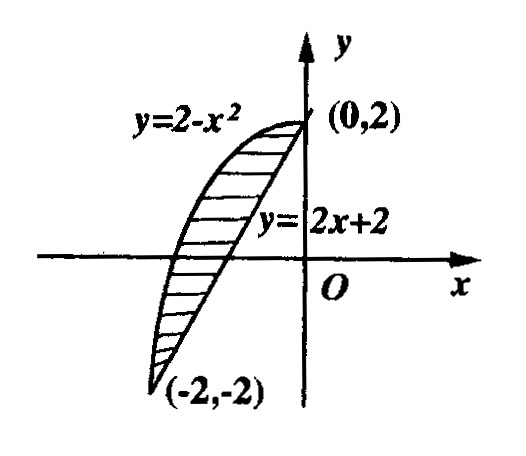 y
y=2-x²
(0,2)
y= 2x+2
O
x
(-2,-2)